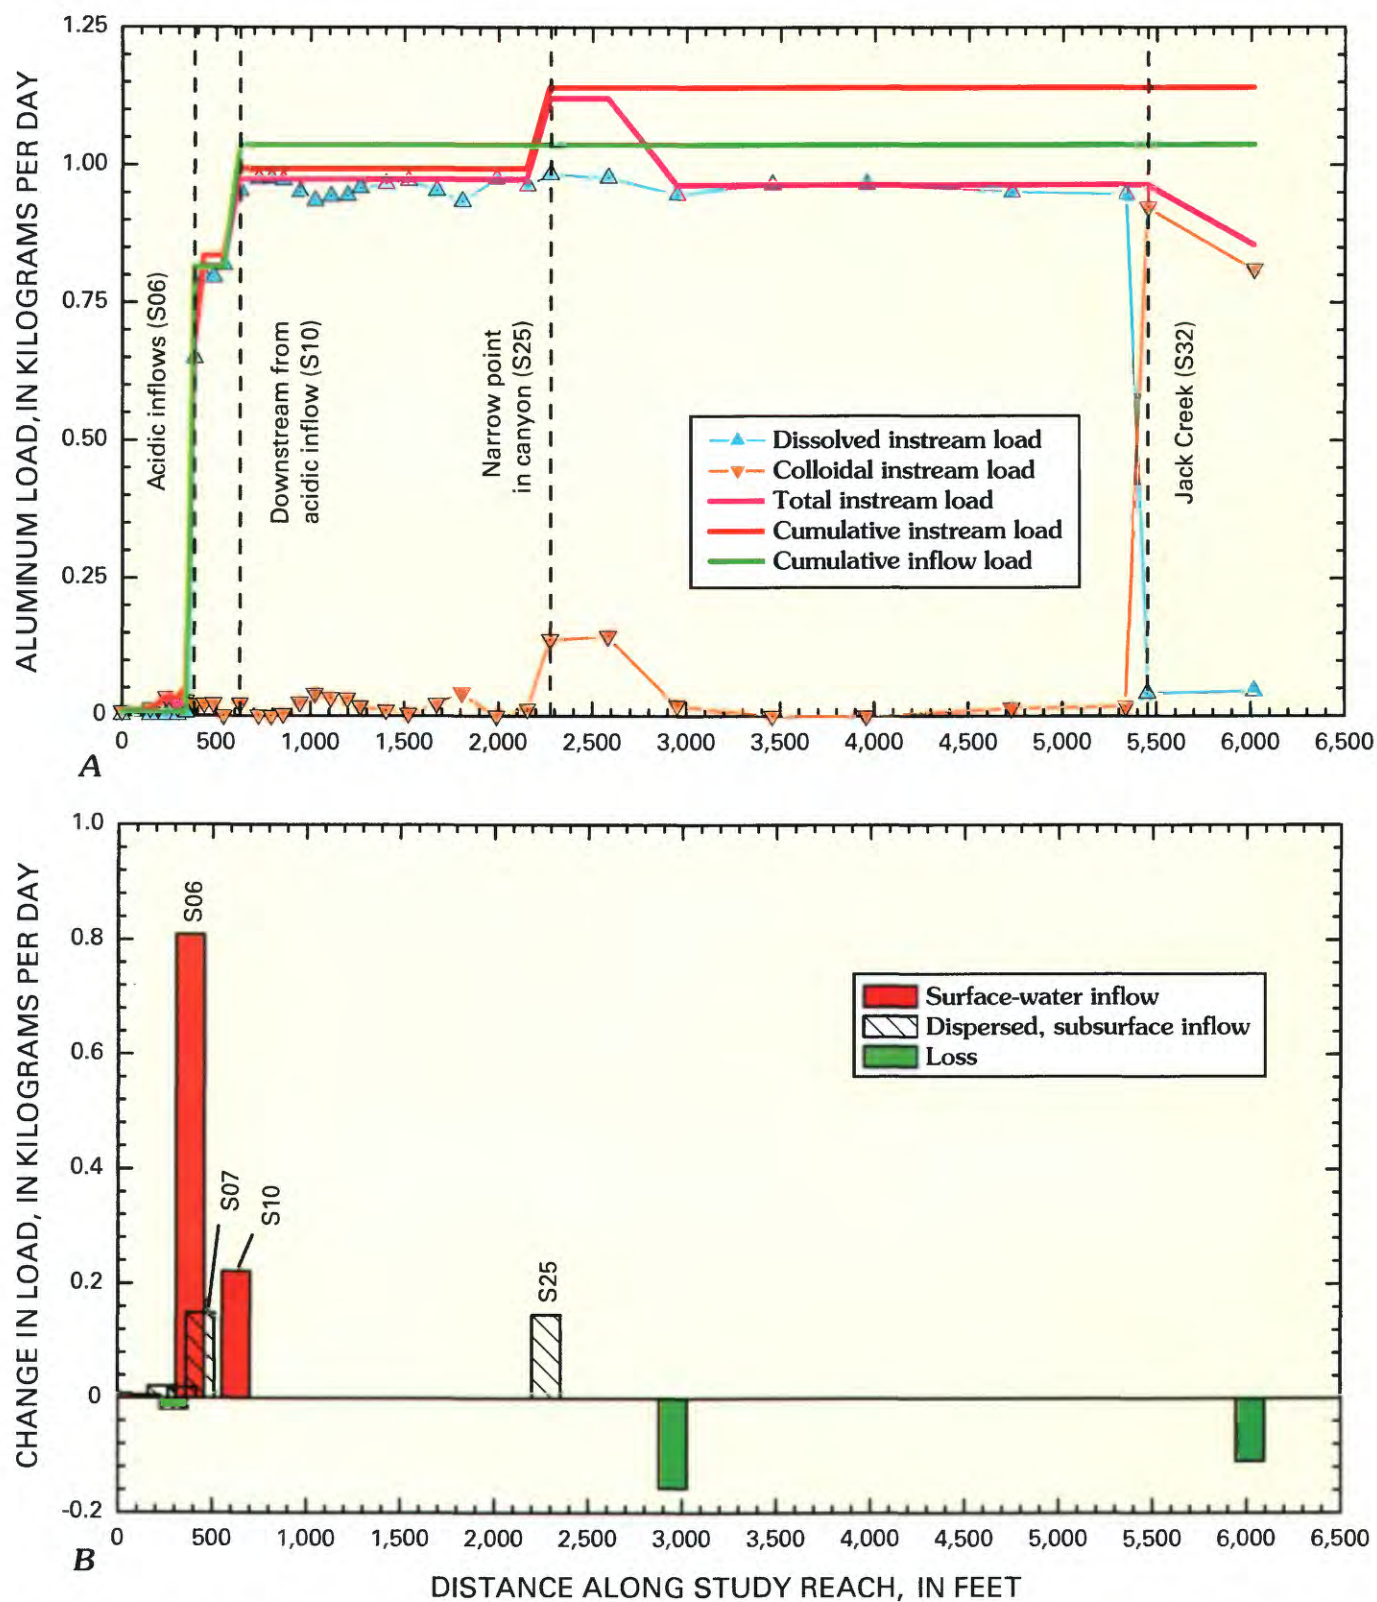 ALUMINUM LOAD, IN KILOGRAMS PER DAY
1.25
1.00
0.75
0.50
0.25
0
Acidic inflows (S06)
Downstream from
acidic inflow (S10)
Narrow point
in canyon (S25)
Jack Creek (S32)
Dissolved instream load
Colloidal instream load
Total instream load
Cumulative instream load
Cumulative inflow load
0 500 1,000 1,500 2,000 2,500 3,000 3,500 4,000 4,500 5,000 5,500 6,000 6,500
A
CHANGE IN LOAD, IN KILOGRAMS PER DAY
1.0
0.8
0.6
0.4
0.2
0
-0.2
S06
S07
S10
S25
Surface-water inflow
Dispersed, subsurface inflow
Loss
0 500 1,000 1,500 2,000 2,500 3,000 3,500 4,000 4,500 5,000 5,500 6,000 6,500
B
DISTANCE ALONG STUDY REACH, IN FEET